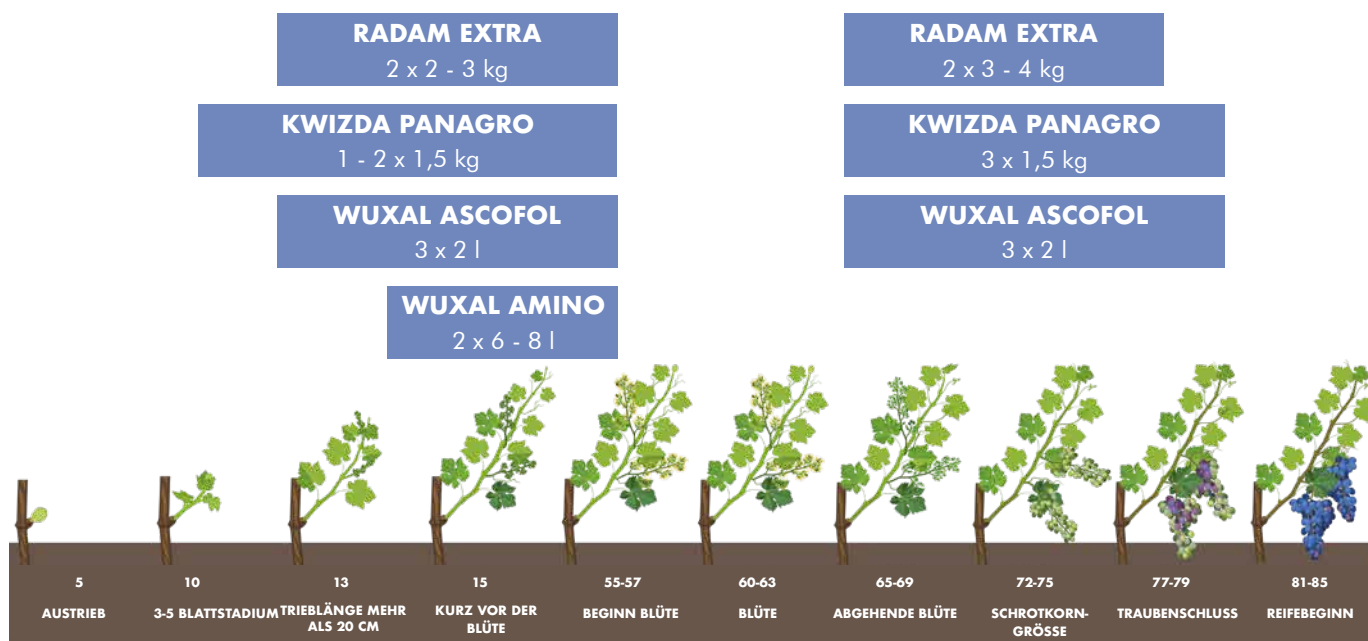 RADAM EXTRA
2 x 2 - 3 kg
RADAM EXTRA
2 x 3 - 4 kg
KWIZDA PANAGRO
1 - 2 x 1,5 kg
KWIZDA PANAGRO
3 x 1,5 kg
WUXAL ASCOFOL
3 x 2 l
WUXAL ASCOFOL
3 x 2 l
WUXAL AMINO
2 x 6 - 8 l
5
AUSTRIEB
10
3-5 BLATTSTADIUM
13
TRIEBLÄNGE MEHR
ALS 20 CM
15
KURZ VOR DER
BLÜTE
55-57
BEGINN BLÜTE
60-63
BLÜTE
65-69
ABGEHENDE BLÜTE
72-75
SCHROTKORN-
GRÖSSE
77-79
TRAUBENSCHLUSS
81-85
REIFEBEGINN